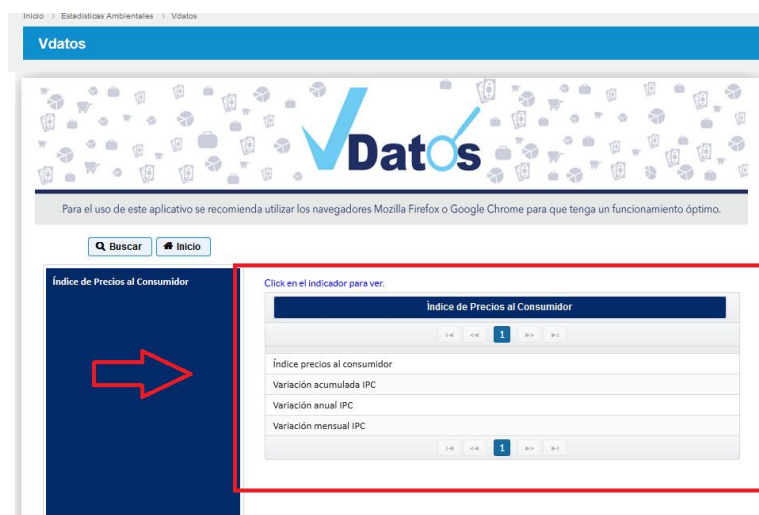 Inicio > Estadísticas Ambientales > Vdatos
Vdatos
VDatos
Para el uso de este aplicativo se recomienda utilizar los navegadores Mozilla Firefox o Google Chrome para que tenga un funcionamiento óptimo.
Buscar Inicio
Índice de Precios al Consumidor
Click en el indicador para ver.
Índice de Precios al Consumidor
1
Índice precios al consumidor
Variación acumulada IPC
Variación anual IPC
Variación mensual IPC
1